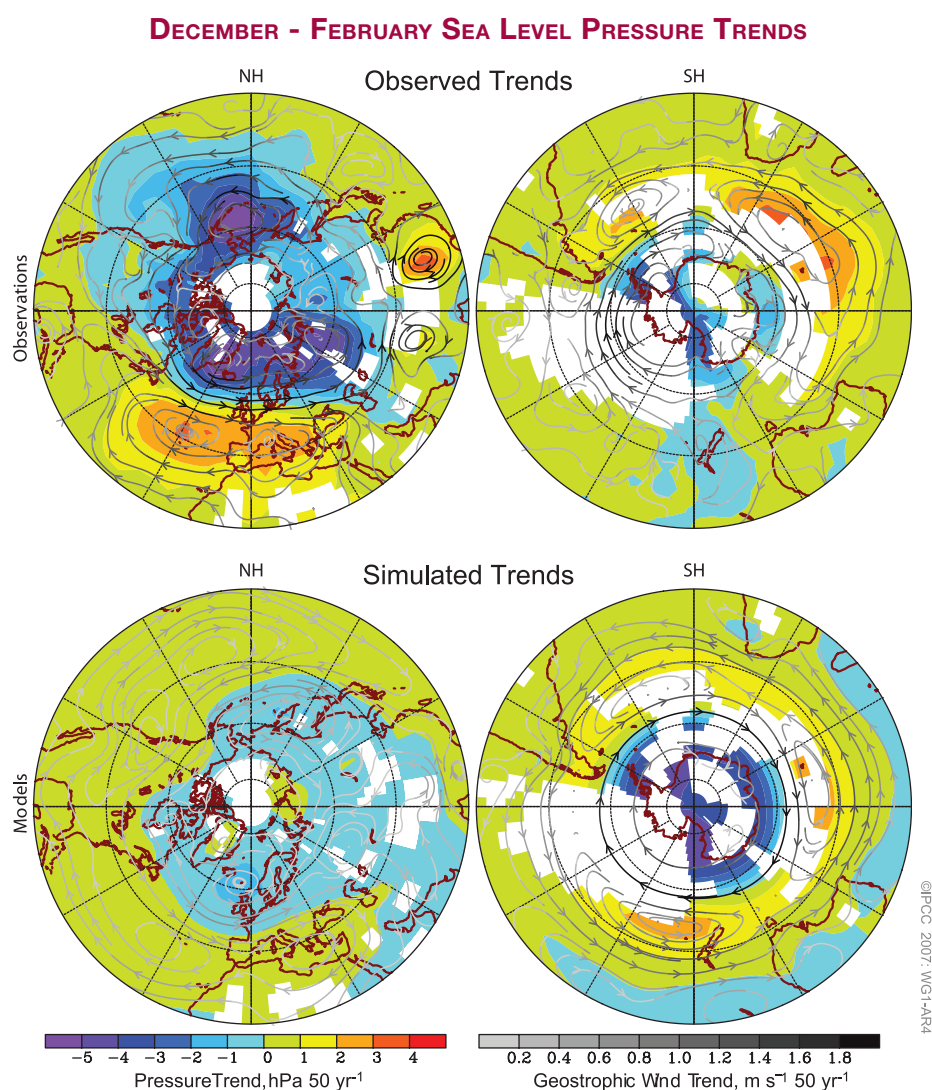 December - February Sea Level Pressure Trends
NH
Observed Trends
SH
Observations
NH
Simulated Trends
SH
Models
©IPCC 2007: WG1-AR4
−5 −4 −3 −2 −1 0 1 2 3 4
PressureTrend, hPa 50 yr⁻¹
0.2 0.4 0.6 0.8 1.0 1.2 1.4 1.6 1.8
Geostrophic Wnd Trend, m s⁻¹ 50 yr⁻¹